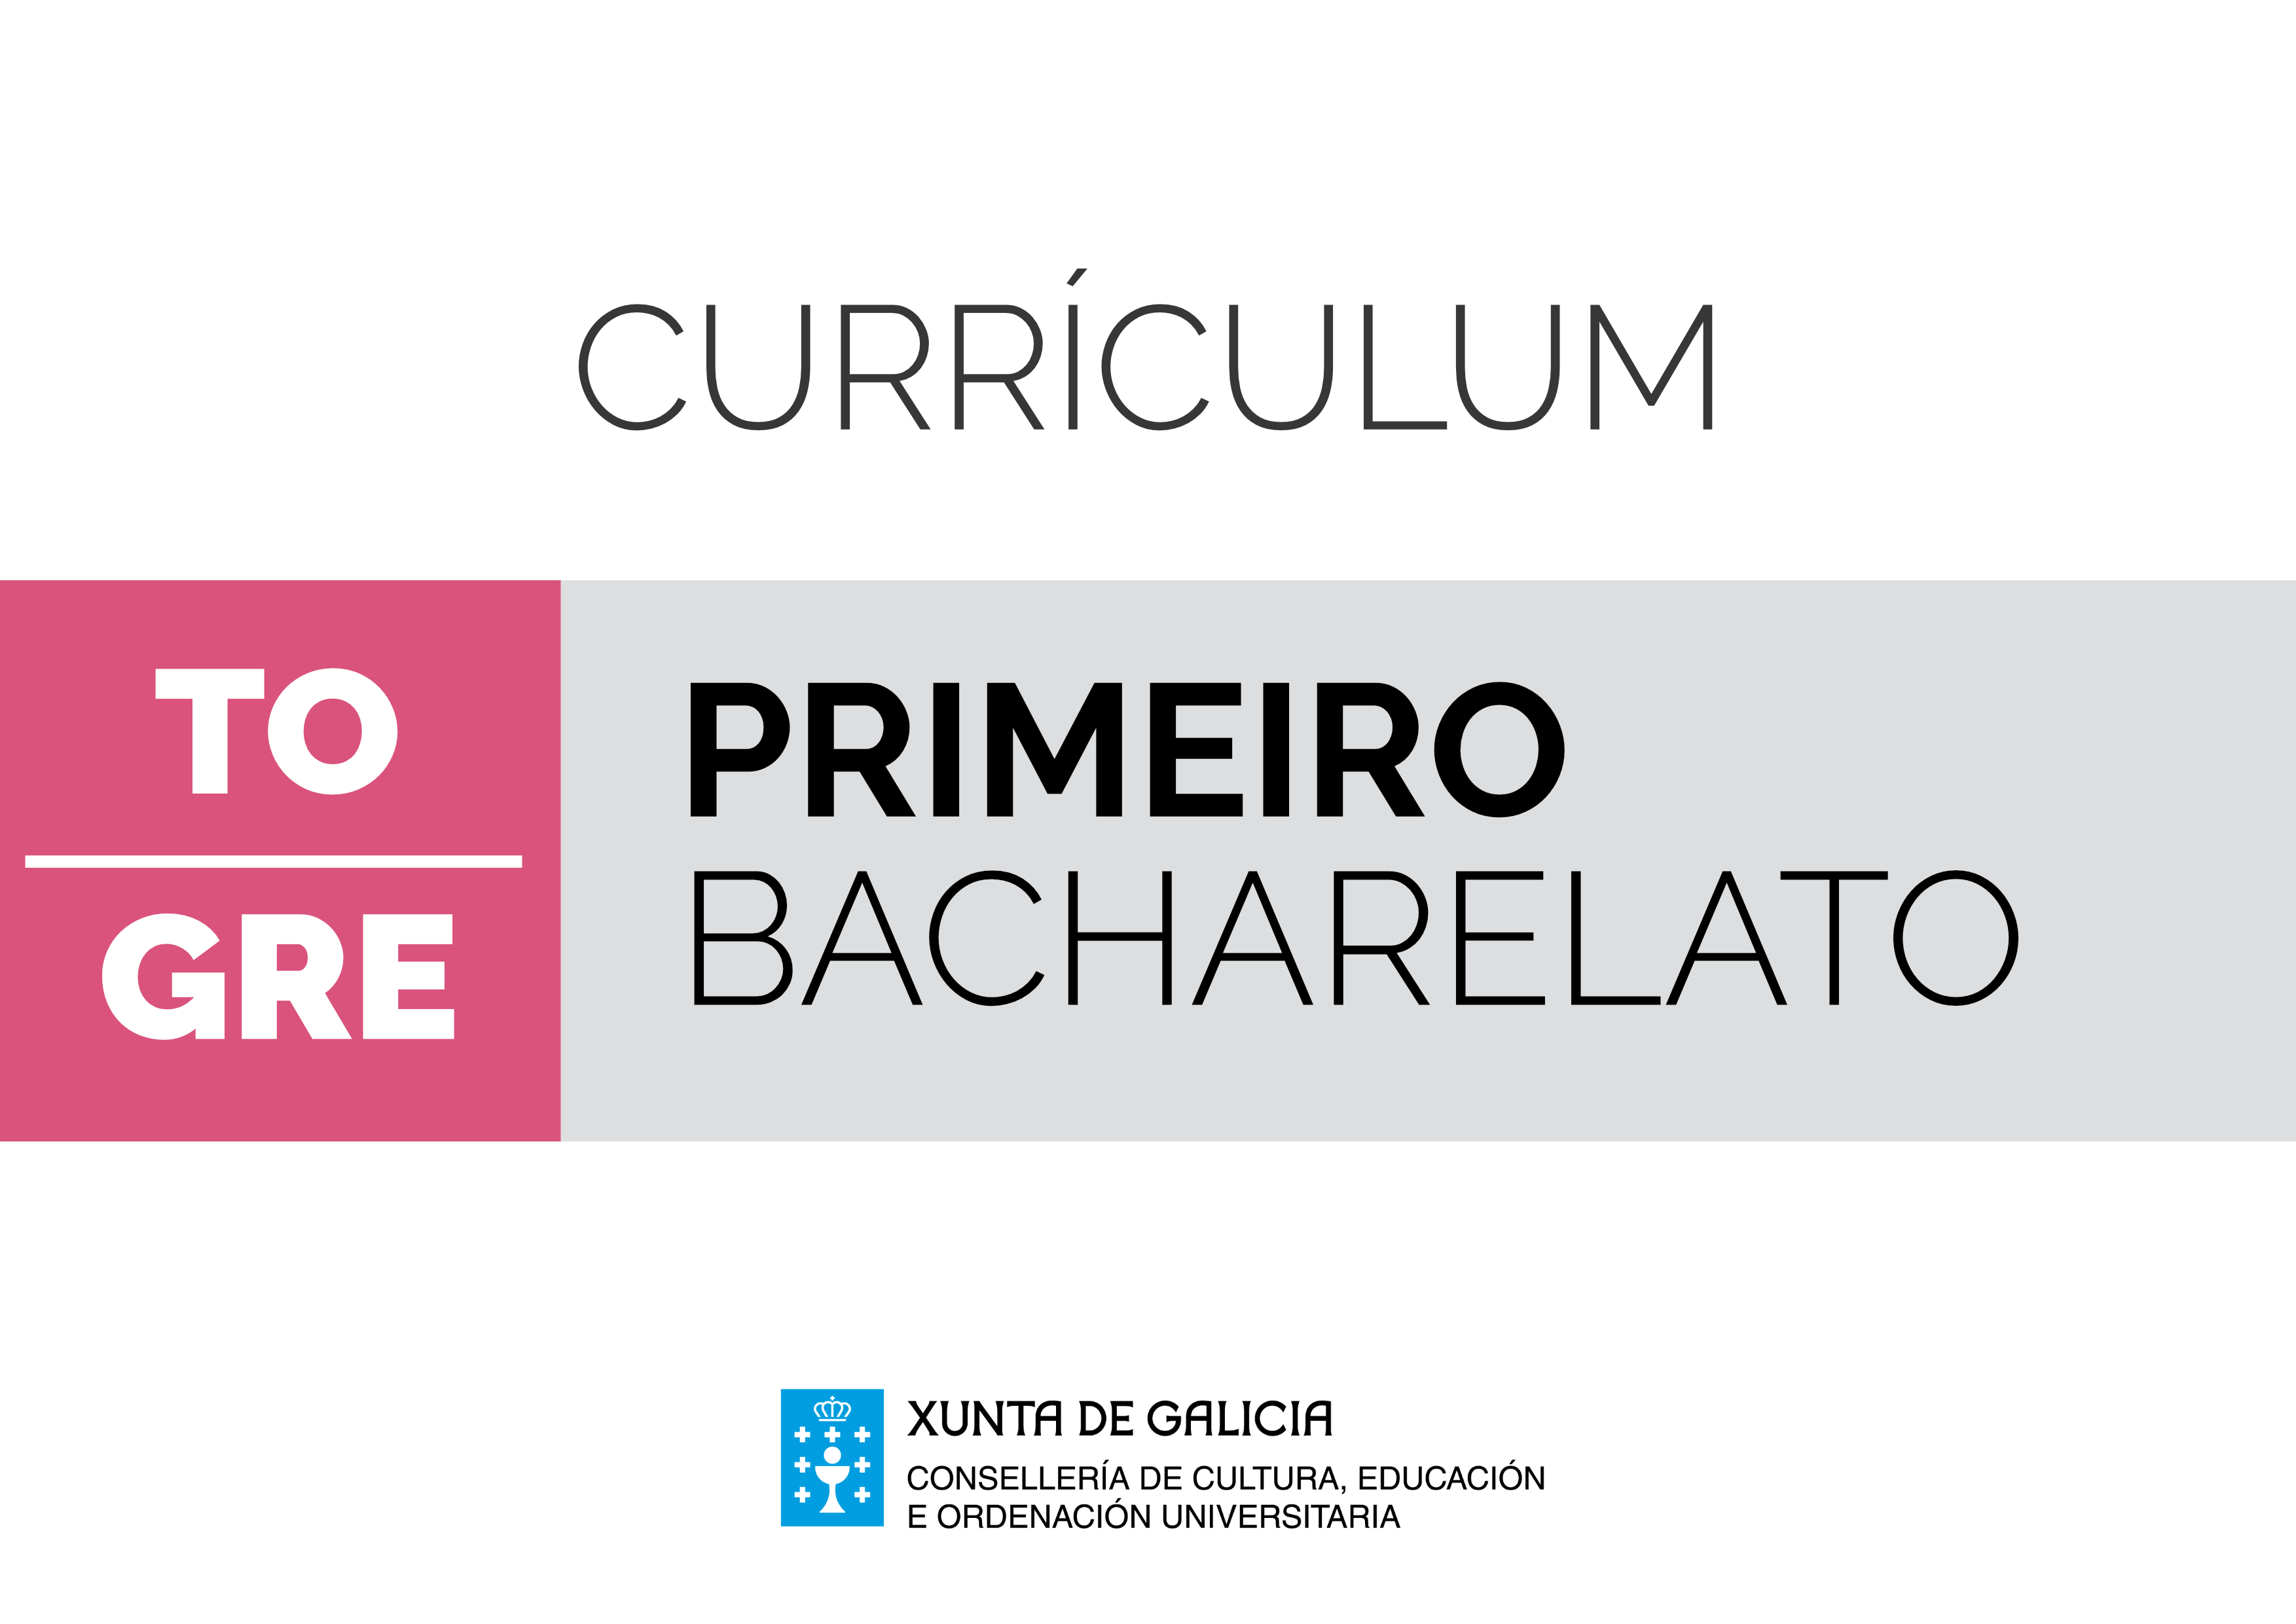 CURRÍCULUM
TO
GRE
PRIMEIRO
BACHARELATO
XUNTA DE GALICIA
CONSELLERÍA DE CULTURA, EDUCACIÓN
E ORDENACIÓN UNIVERSITARIA